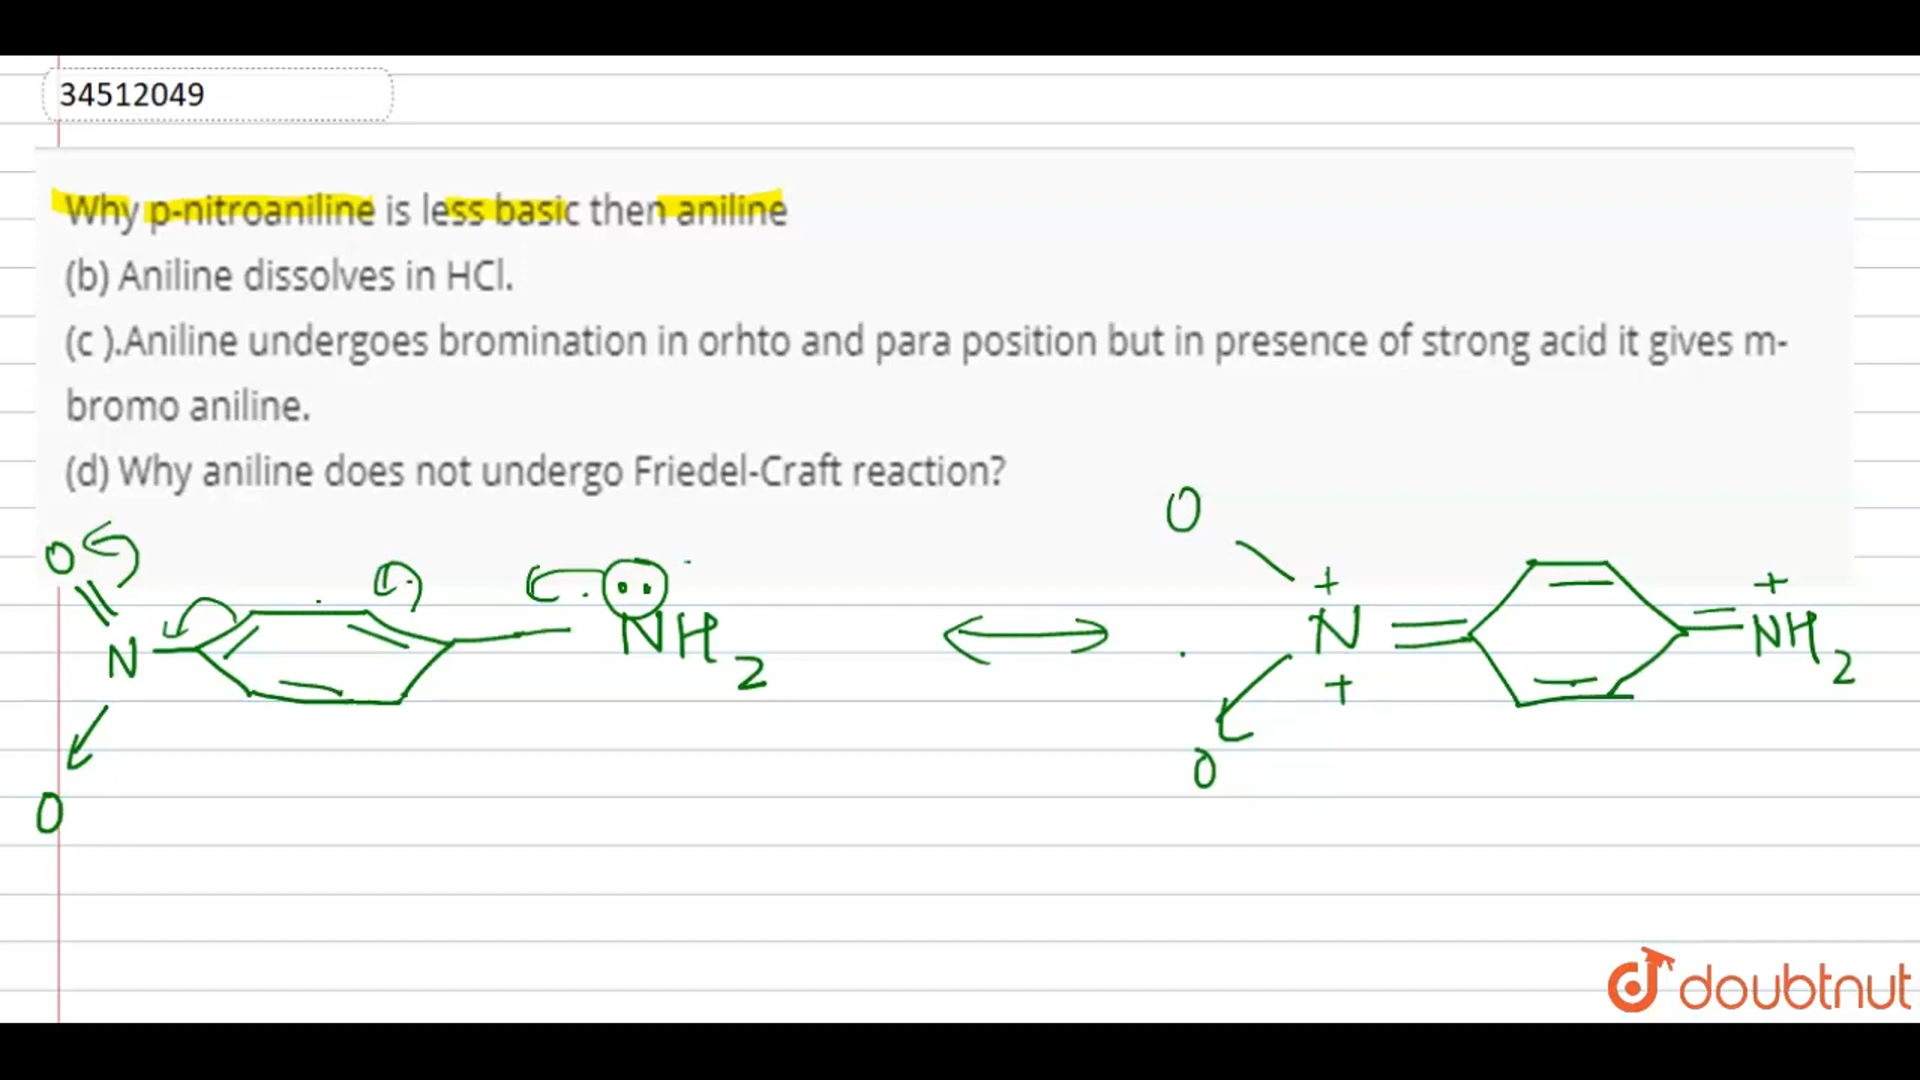 34512049
Why p-nitroaniline is less basic then aniline
(b) Aniline dissolves in HCl.
(c ).Aniline undergoes bromination in orhto and para position but in presence of strong acid it gives m-
bromo aniline.
(d) Why aniline does not undergo Friedel-Craft reaction?
O
N
O
NH2
O
+
N
+
O
+
NH2
doubtnut